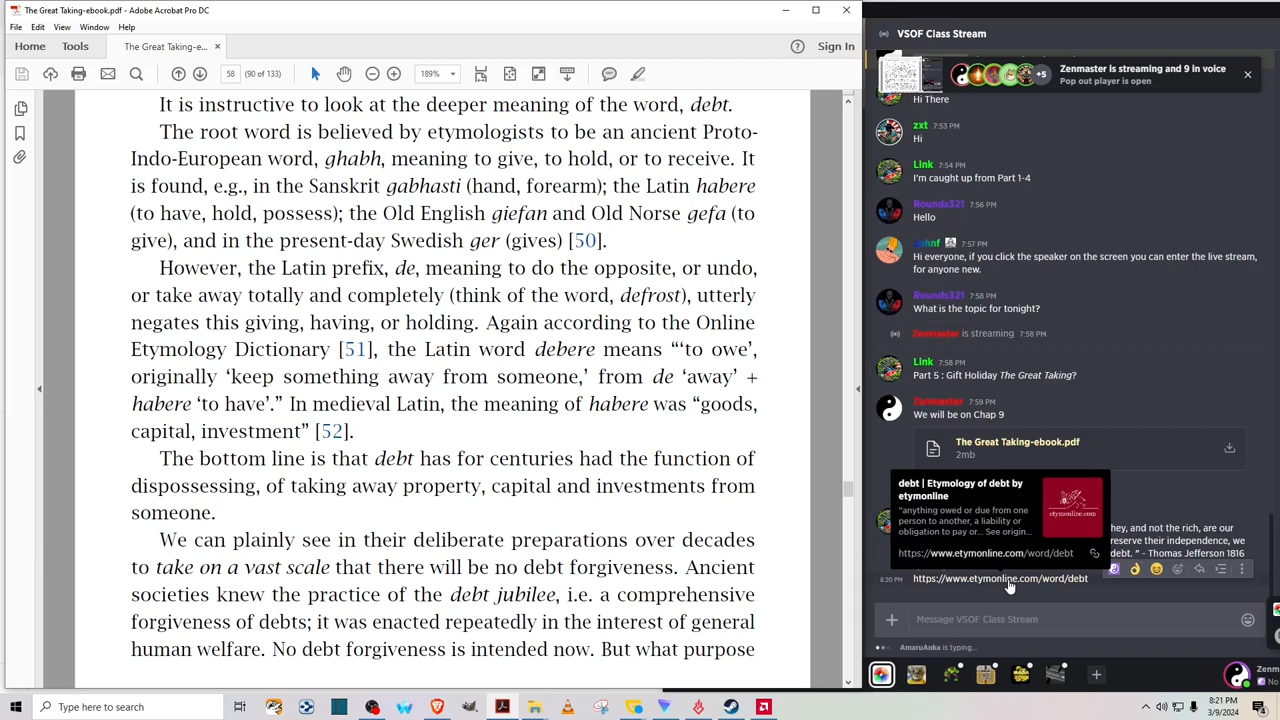 The Great Taking-ebook.pdf - Adobe Acrobat Pro DC
File Edit View Window Help
Home Tools The Great Taking-e... × Sign In
(90 of 133) 189%
It is instructive to look at the deeper meaning of the word, debt.
The root word is believed by etymologists to be an ancient Proto-
Indo-European word, ghabh, meaning to give, to hold, or to receive. It
is found, e.g., in the Sanskrit gabhasti (hand, forearm); the Latin habere
(to have, hold, possess); the Old English giefan and Old Norse gefa (to
give), and in the present-day Swedish ger (gives) [50].
However, the Latin prefix de, meaning to do the opposite, or undo,
or take away totally and completely (think of the word, defrost), utterly
negates this giving, having, or holding. Again according to the Online
Etymology Dictionary [51], the Latin word debere means “‘to owe’,
originally, ‘keep something away from someone,’ from de ‘away’ +
habere ‘to have’.” In medieval Latin, the meaning of habere was “goods,
capital, investment” [52].
The bottom line is that debt has for centuries had the function of
dispossessing, of taking away property, capital and investments from
someone.
We see evidence in their deliberate preparations over decades
to take on a vast scale that there will be no debt forgiveness. Ancient
societies knew the value of the debt jubilee, i.e. a comprehensive
forgiveness of debts; it was enacted repeatedly in the interest of general
human welfare. No debt forgiveness is intended now. But what purpose
VSOF Class Stream
+5 Zenmaster is streaming and 9 in voice
Pop out player is open
Hi There
zxt 7:53 PM
Hi
Link 7:54 PM
I'm caught up from Part 1-4
Rounds321 7:56 PM
Hello
7:57 PM
Hi everyone, if you click the speaker on the screen you can enter the live stream,
for anyone new.
Rounds321 7:58 PM
What is the topic for tonight?
Zenmaster is streaming 7:58 PM
Link 7:58 PM
Part 5 : Gift Holiday The Great Taking?
Zenmaster 7:59 PM
We will be on Chap 9
The Great Taking-ebook.pdf
2mb
debt | Etymology of debt by
etymonline
"anything owed or due from one
person to another, a liability or
obligation to pay or... See origin...
https://www.etymonline.com/word/debt
etymonline.com
hey, and not the rich, are our
reserve their independence, we
debt. ” - Thomas Jefferson 1816
8:20 PM https://www.etymonline.com/word/debt
Message VSOF Class Stream
AmaruAnka is typing...
Zenm
No
Type here to search
8:21 PM
3/9/2024
4